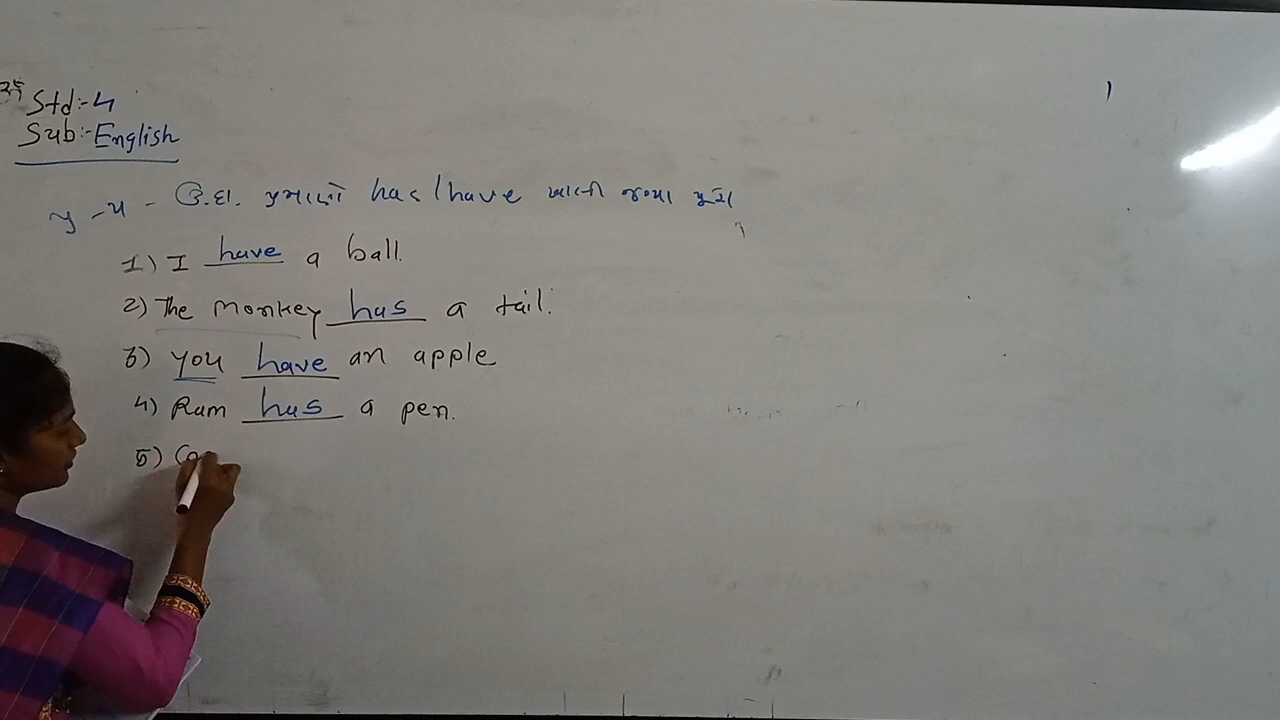 Std:-4
Sub:-English
પ્ર-૫ - ઉ.દા. પ્રમાણે has/have ખાલી જગ્યા પૂરો
1) I have a ball.
2) The Monkey has a tail.
3) you have an apple
4) Ram has a pen.
5)